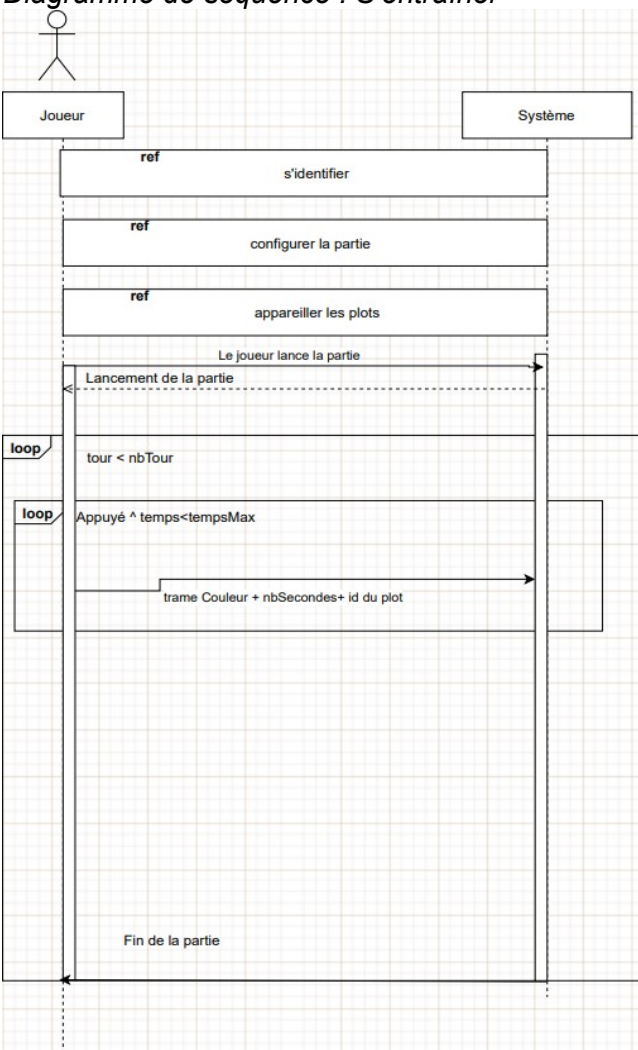 Diagramme de séquence : S'entraîner
Joueur
Système
ref
s'identifier
ref
configurer la partie
ref
appareiller les plots
Le joueur lance la partie
Lancement de la partie
loop
tour < nbTour
loop
Appuyé ^ temps<tempsMax
trame Couleur + nbSecondes+ id du plot
Fin de la partie